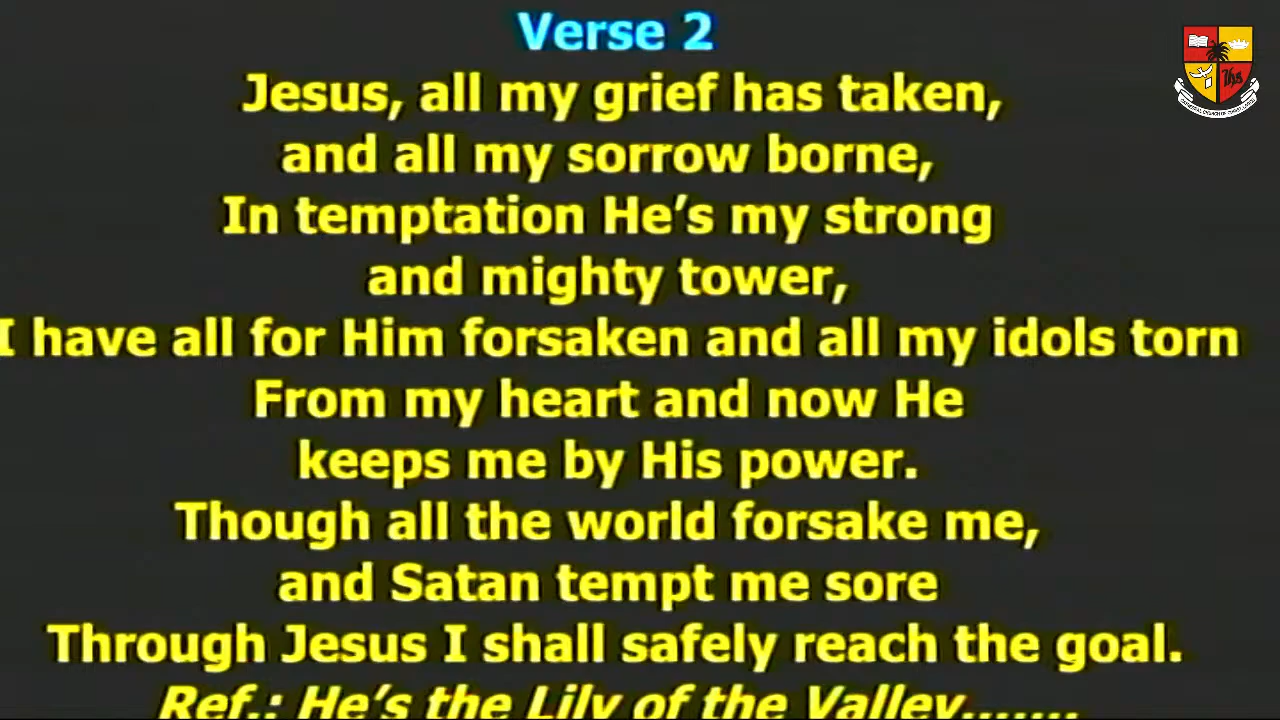 Verse 2
Jesus, all my grief has taken,
and all my sorrow borne,
In temptation He’s my strong
and mighty tower,
I have all for Him forsaken and all my idols torn
From my heart and now He
keeps me by His power.
Though all the world forsake me,
and Satan tempt me sore
Through Jesus I shall safely reach the goal.
Ref.: He’s the Lily of the Valley.......
Ihs